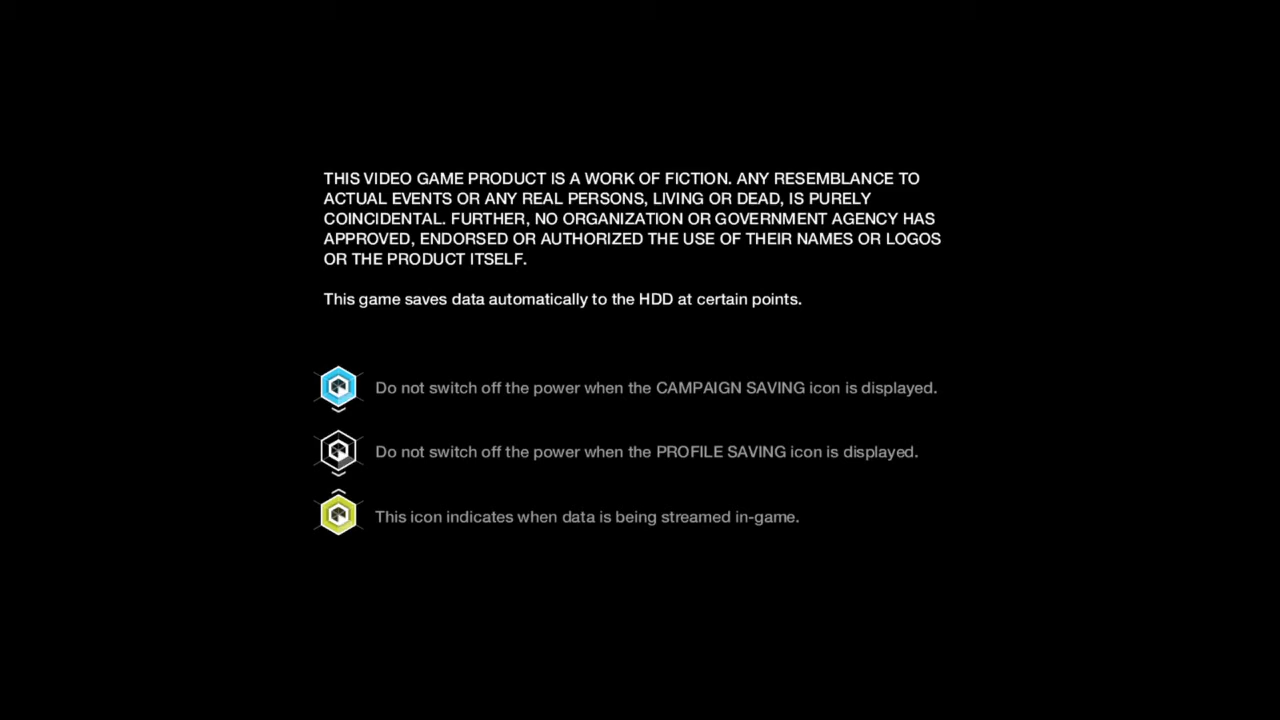 THIS VIDEO GAME PRODUCT IS A WORK OF FICTION. ANY RESEMBLANCE TO
ACTUAL EVENTS OR ANY REAL PERSONS, LIVING OR DEAD, IS PURELY
COINCIDENTAL. FURTHER, NO ORGANIZATION OR GOVERNMENT AGENCY HAS
APPROVED, ENDORSED OR AUTHORIZED THE USE OF THEIR NAMES OR LOGOS
OR THE PRODUCT ITSELF.
This game saves data automatically to the HDD at certain points.
Do not switch off the power when the CAMPAIGN SAVING icon is displayed.
Do not switch off the power when the PROFILE SAVING icon is displayed.
This icon indicates when data is being streamed in-game.